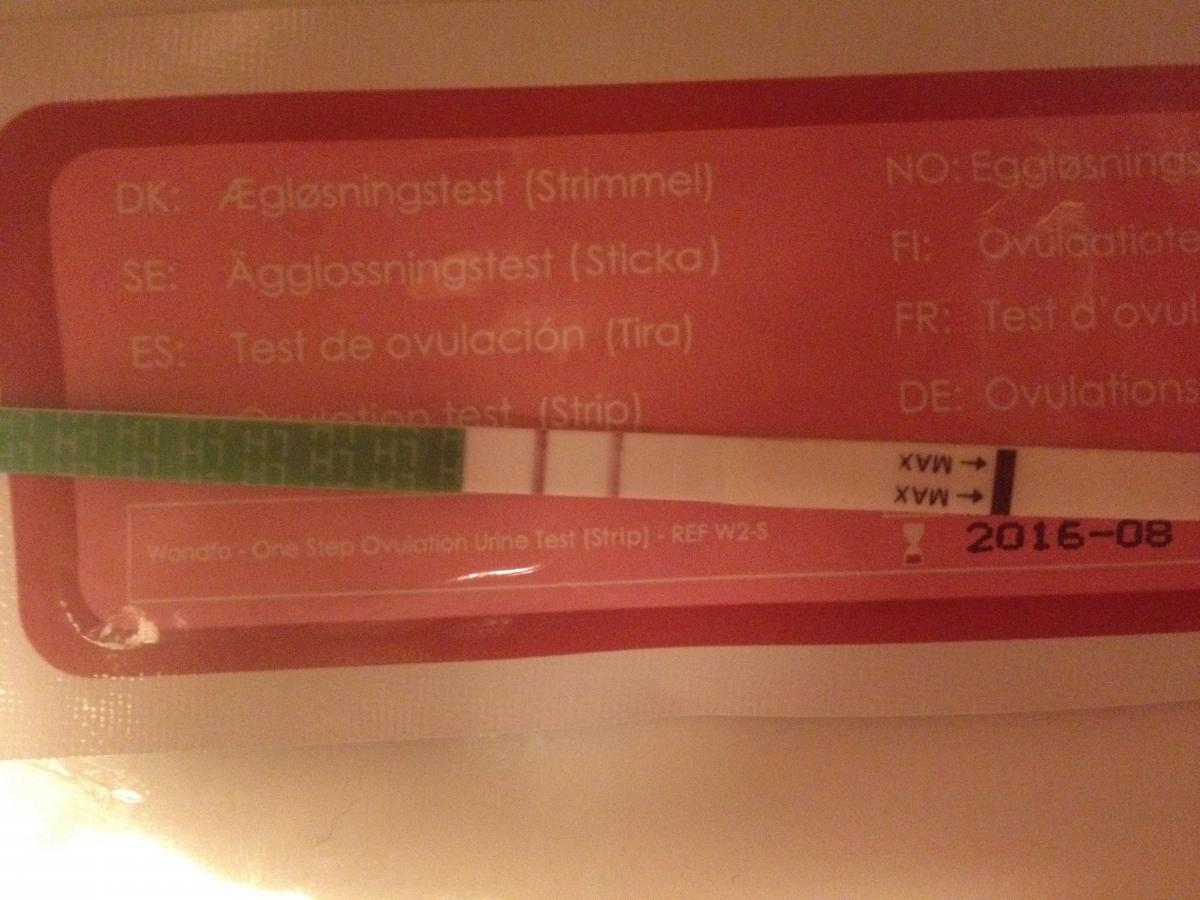 DK: Ægløsningstest (Strimmel)
SE: Ägglossningstest (Sticka)
ES: Test de ovulación (Tira)
Ovulation test (Strip)
NO: Eggløsnings
FI: Ovulaatiote
FR: Test d'ovul
DE: Ovulations
LH LH LH LH LH LH
MAX
MAX
Wondfo - One Step Ovulation Urine Test (Strip) - REF W2-S
2016-08